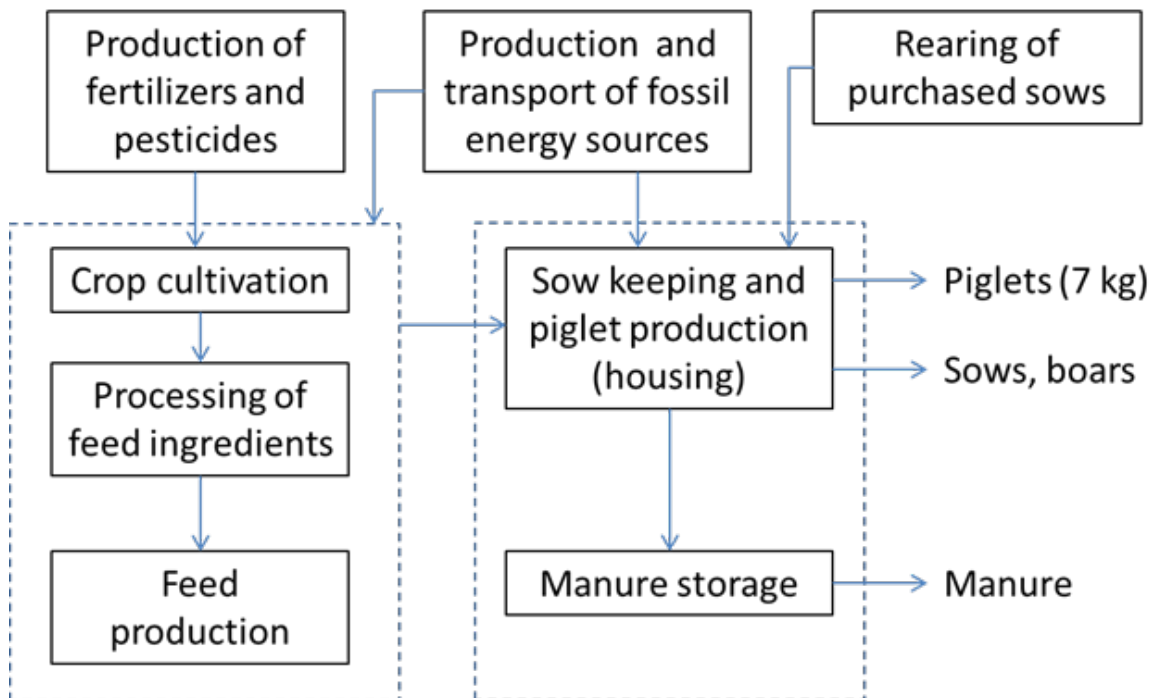 Production of
fertilizers and
pesticides
Production and
transport of fossil
energy sources
Rearing of
purchased sows
Crop cultivation
Processing of
feed ingredients
Feed
production
Sow keeping and
piglet production
(housing)
Manure storage
Piglets (7 kg)
Sows, boars
Manure